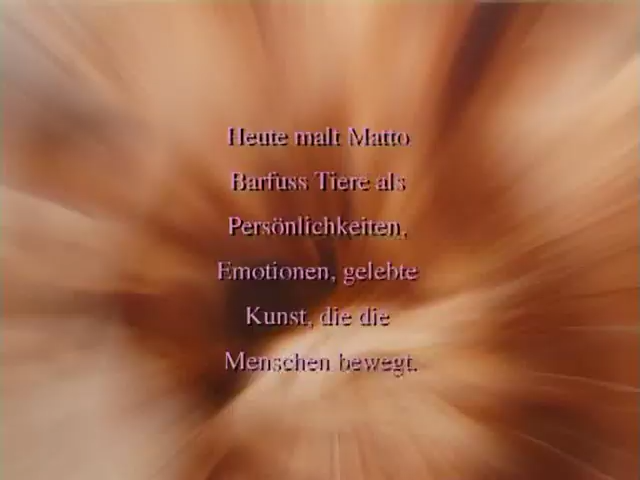 Heute malt Matto
Barfuss Tiere als
Persönlichkeiten,
Emotionen, gelebte
Kunst, die die
Menschen bewegt.